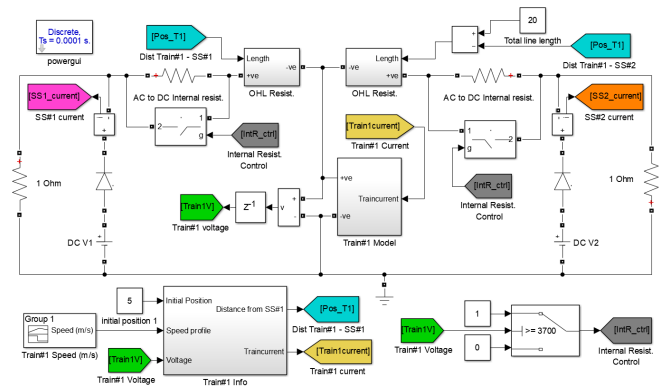 Discrete,
Ts = 0.0001 s.
powergui
[Pos_T1]
Dist Train#1 - SS#1
Length
+ve
-ve
OHL Resist.
Length
-ve
+ve
OHL Resist.
20
Total line length
+
−
[Pos_T1]
Dist Train#1 - SS#2
[SS1_current]
SS#1 current
AC to DC Internal resist.
1
2
g
[IntR_ctrl]
Internal Resist.
Control
[Train1current]
Train#1 Current
AC to DC Internal resist.
1
2
g
[IntR_ctrl]
Internal Resist.
Control
[SS2_current]
SS#2 current
1 Ohm
DC V1
[Train1V]
Train#1 voltage
z-1
v
+
-
+ve
Traincurrent
-ve
Train#1 Model
DC V2
1 Ohm
5
initial position 1
Group 1
Speed (m/s)
Train#1 Speed (m/s)
[Train1V]
Train#1 Voltage
Initial Position
Speed profile
Voltage
Distance from SS#1
Traincurrent
Train#1 Info
[Pos_T1]
Dist Train#1 - SS#1
[Train1current]
Train#1 current
1
[Train1V]
Train#1 Voltage
0
>= 3700
[IntR_ctrl]
Internal Resist.
Control